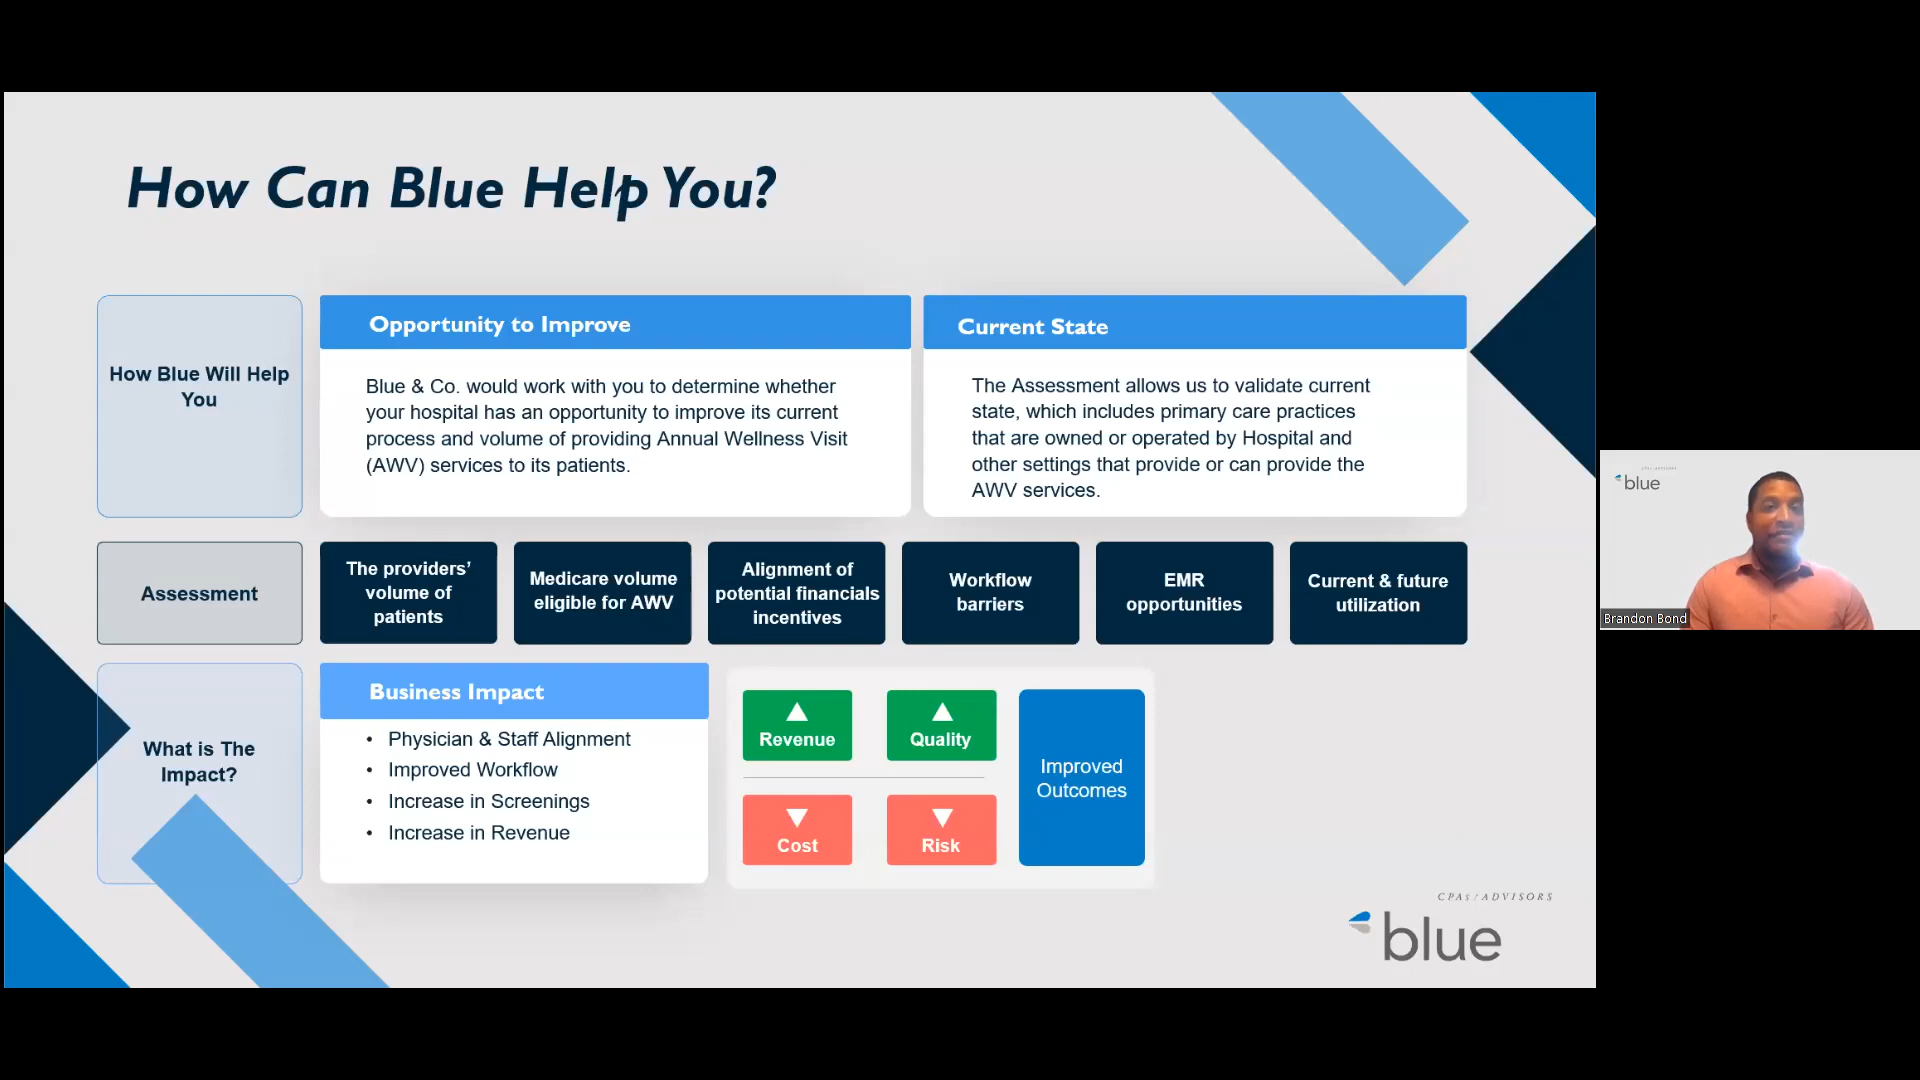 How Can Blue Help You?
How Blue Will Help
You
Opportunity to Improve
Blue & Co. would work with you to determine whether
your hospital has an opportunity to improve its current
process and volume of providing Annual Wellness Visit
(AWV) services to its patients.
Current State
The Assessment allows us to validate current
state, which includes primary care practices
that are owned or operated by Hospital and
other settings that provide or can provide the
AWV services.
Assessment
The providers’
volume of
patients
Medicare volume
eligible for AWV
Alignment of
potential financials
incentives
Workflow
barriers
EMR
opportunities
Current & future
utilization
What is The
Impact?
Business Impact
• Physician & Staff Alignment
• Improved Workflow
• Increase in Screenings
• Increase in Revenue
Revenue
Quality
Cost
Risk
Improved
Outcomes
CPAs / ADVISORS
blue
blue
Brandon Bond